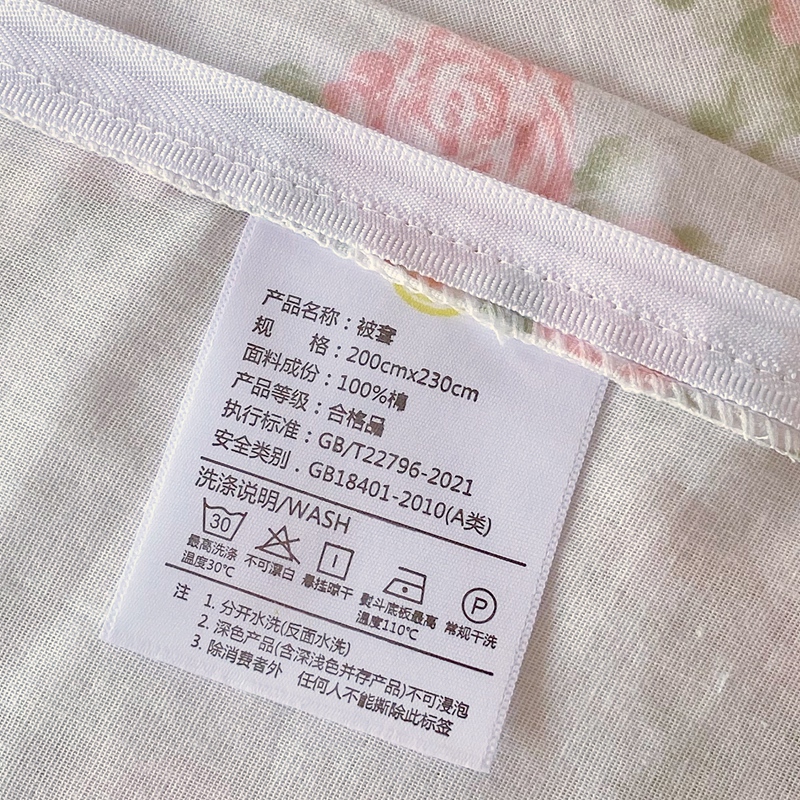 产品名称：被套
规 格：200cmx230cm
面料成份：100%棉
产品等级：合格品
执行标准：GB/T22796-2021
安全类别．GB18401-2010(A类)
洗涤说明/WASH
30
最高洗涤温度30℃
不可漂白
悬挂晾干
熨斗底板最高温度110℃
P
常规干洗
注 1. 分开水洗(反面水洗)
2. 深色产品(含深浅色并存产品)不可浸泡
3. 除消费者外 任何人不能撕除此标签